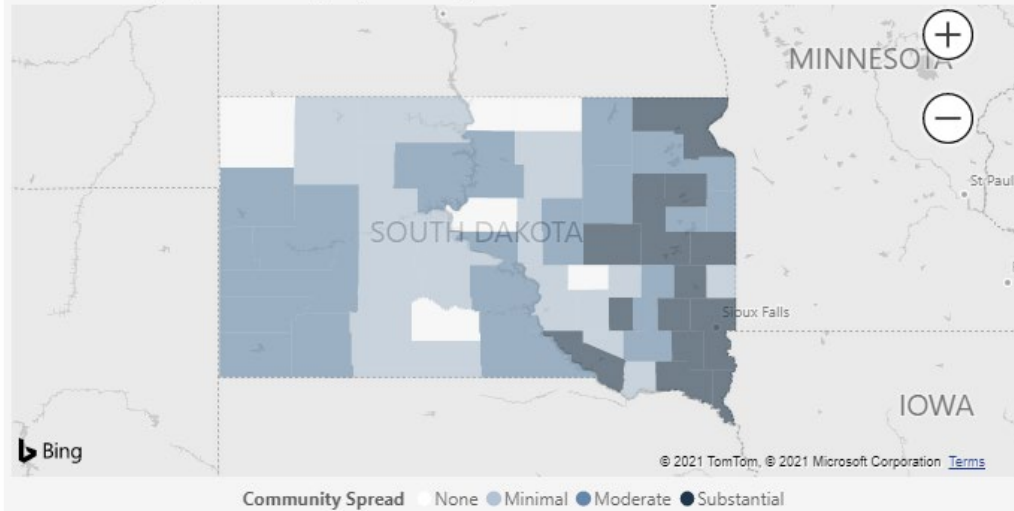 MINNESOTA
St Paul
SOUTH DAKOTA
Sioux Falls
IOWA
Bing
© 2021 TomTom, © 2021 Microsoft Corporation Terms
Community Spread None Minimal Moderate Substantial